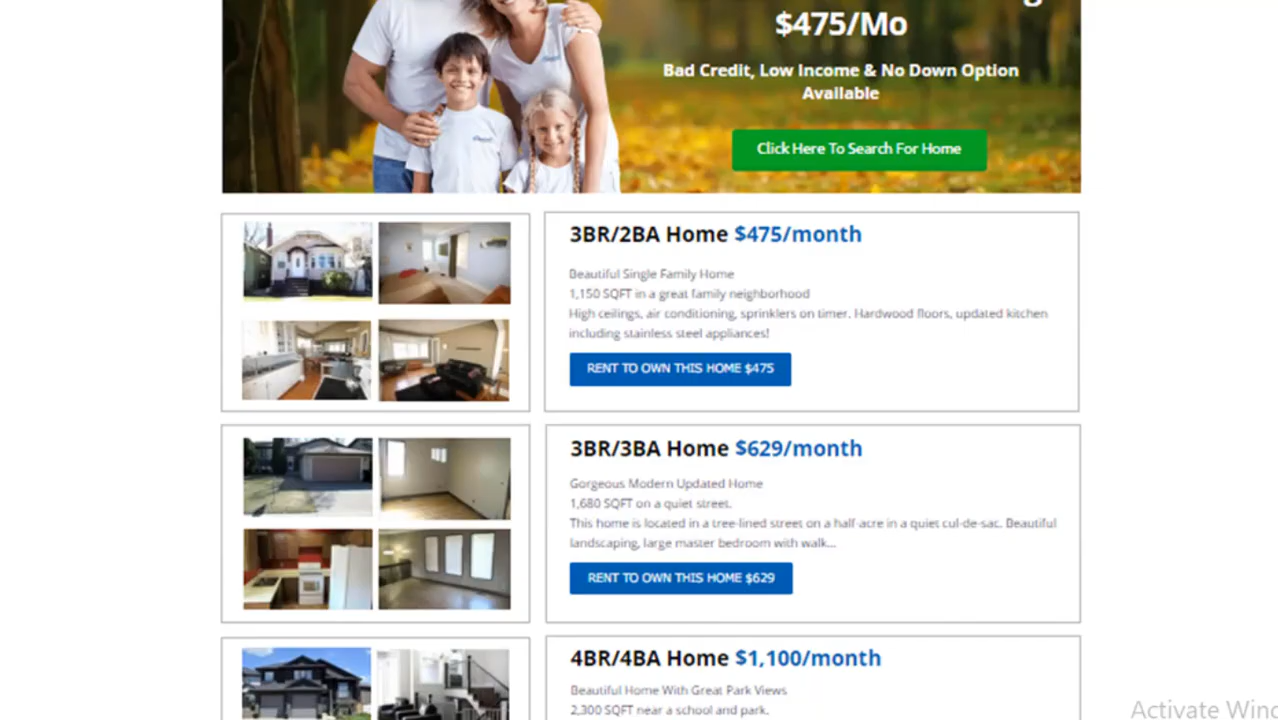 $475/Mo
Bad Credit, Low Income & No Down Option
Available
Click Here To Search For Home
3BR/2BA Home $475/month
Beautiful Single Family Home
1,150 SQFT in a great family neighborhood
High ceilings, air conditioning, sprinklers on timer. Hardwood floors, updated kitchen
including stainless steel appliances!
RENT TO OWN THIS HOME $475
3BR/3BA Home $629/month
Gorgeous Modern Updated Home
1,680 SQFT on a quiet street.
This home is located in a tree-lined street on a half-acre in a quiet cul-de-sac. Beautiful
landscaping, large master bedroom with walk...
RENT TO OWN THIS HOME $629
4BR/4BA Home $1,100/month
Beautiful Home With Great Park Views
2,300 SQFT near a school and park.
Activate Wind